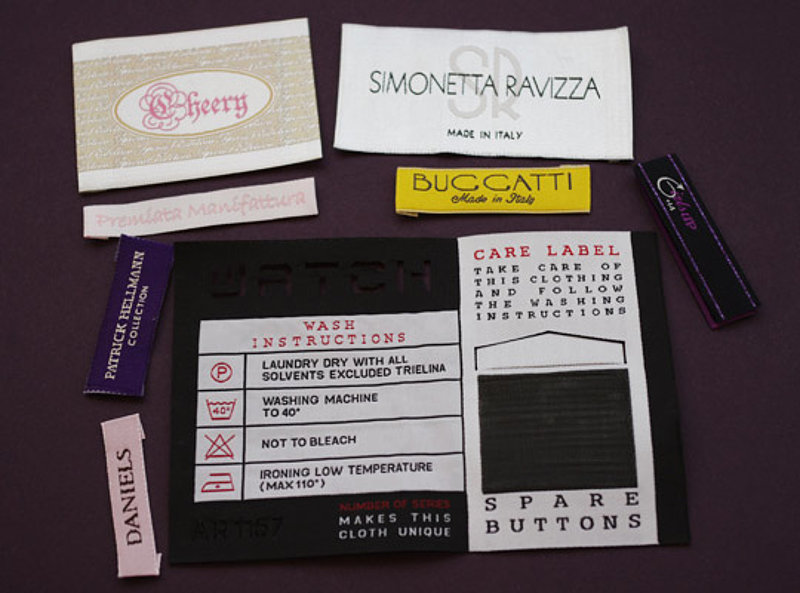 Cheery
SIMONETTA RAVIZZA
MADE IN ITALY
Premiata Manifattura
BUCCATTI
Made in Italy
PATRICK HELLMANN
COLLECTION
DANIELS
WASH
INSTRUCTIONS
P
LAUNDRY DRY WITH ALL
SOLVENTS EXCLUDED TRIELINA
40°
WASHING MACHINE
TO 40°
NOT TO BLEACH
IRONING LOW TEMPERATURE
(MAX 110°)
NUMBER OF SERIES
MAKES THIS
CLOTH UNIQUE
CARE LABEL
TAKE CARE OF
THIS CLOTHING
AND FOLLOW
THE WASHING
INSTRUCTIONS
SPARE
BUTTONS